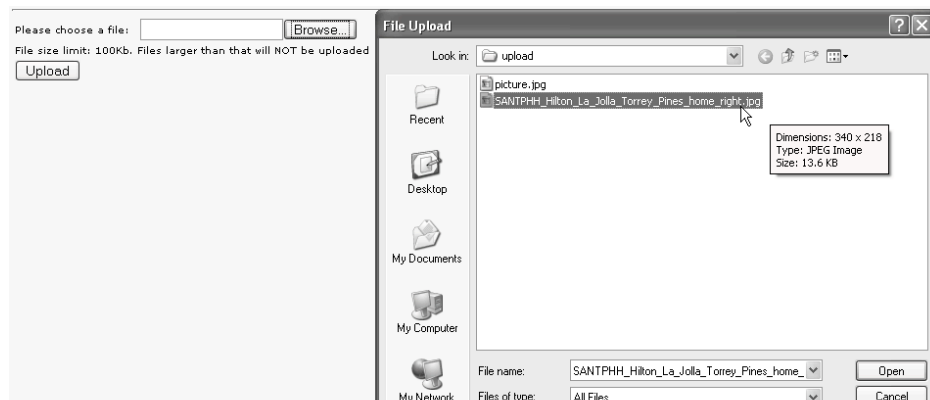 Please choose a file: Browse...
File size limit: 100Kb. Files larger than that will NOT be uploaded
Upload
File Upload
Look in: upload
picture.jpg
SANTPHH_Hilton_La_Jolla_Torrey_Pines_home_right.jpg
Dimensions: 340 x 218
Type: JPEG Image
Size: 13.6 KB
Recent
Desktop
My Documents
My Computer
My Network
File name: SANTPHH_Hilton_La_Jolla_Torrey_Pines_home_ Open
Files of type: All Files Cancel